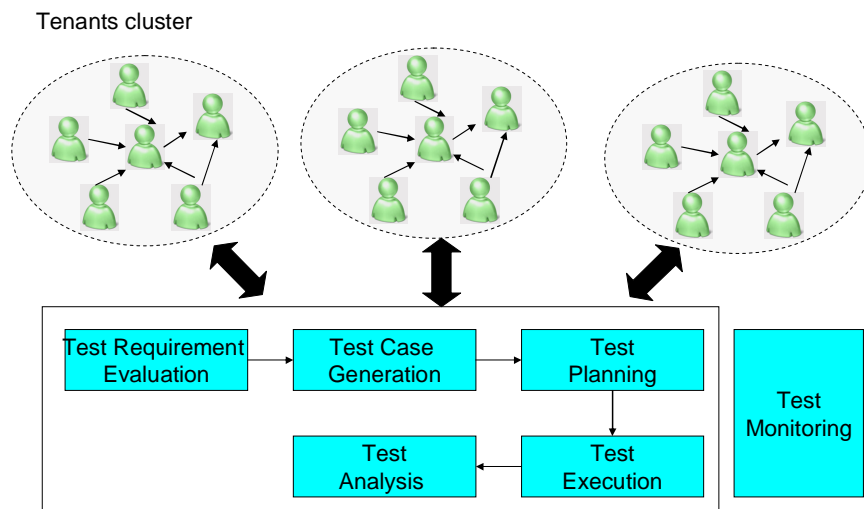 Tenants cluster
Test Requirement
Evaluation
Test Case
Generation
Test
Planning
Test
Monitoring
Test
Analysis
Test
Execution